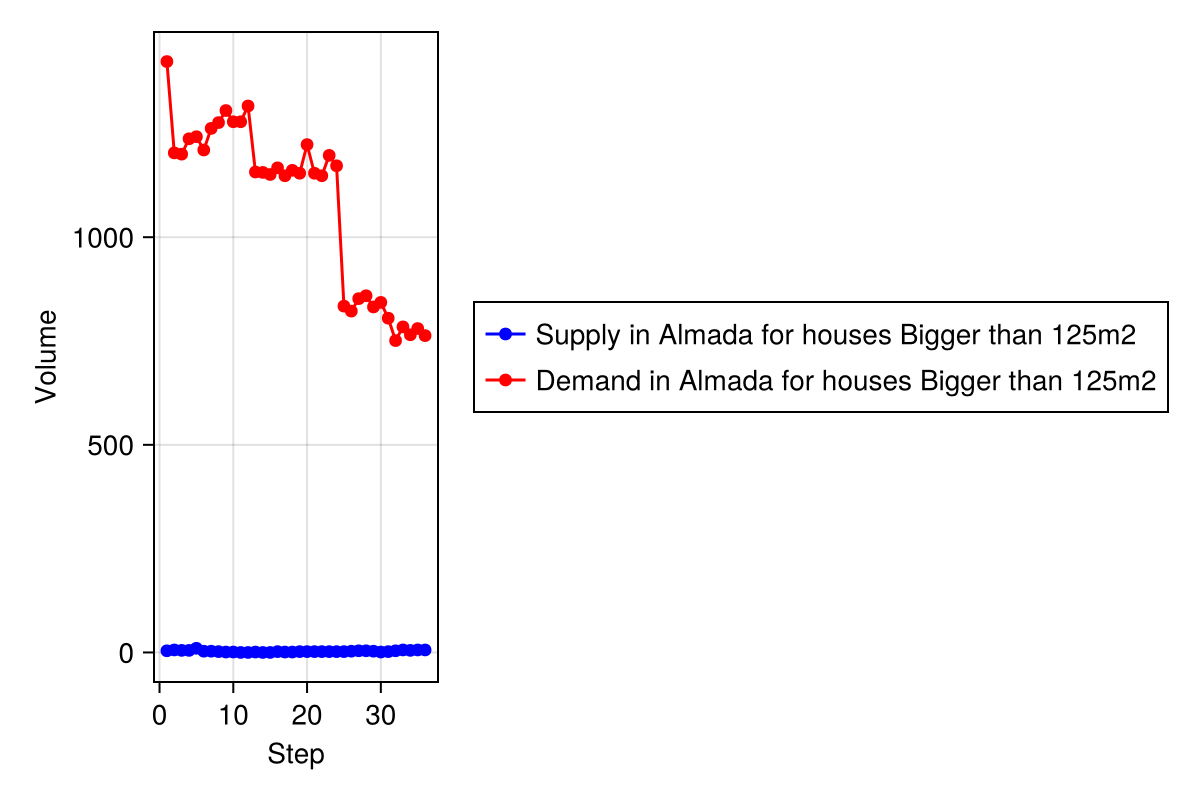 Volume
1000
500
0
0 10 20 30
Step
Supply in Almada for houses Bigger than 125m2
Demand in Almada for houses Bigger than 125m2